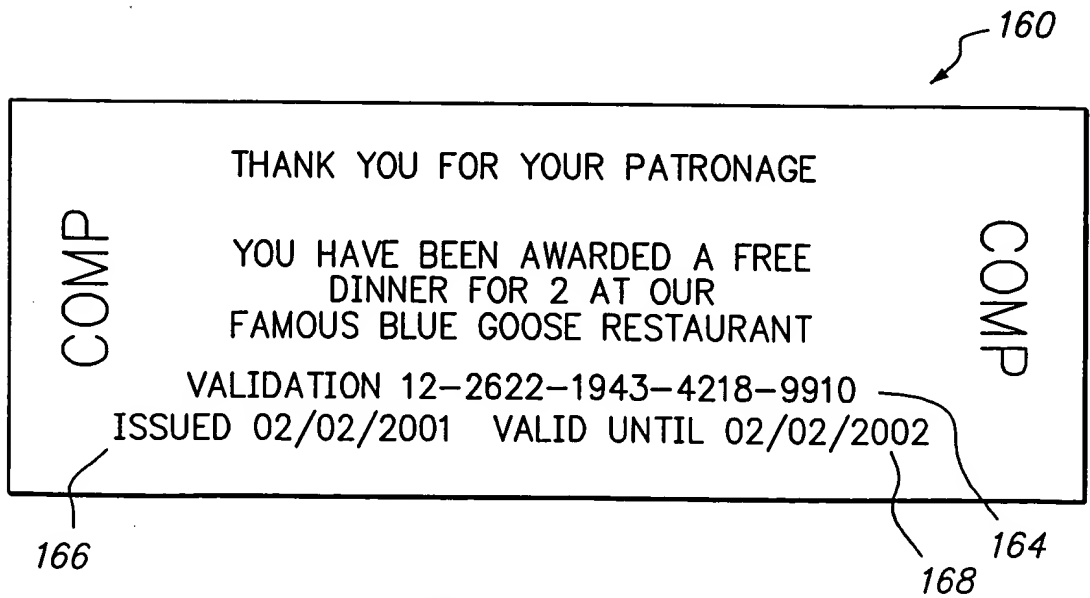 160
THANK YOU FOR YOUR PATRONAGE
COMP
YOU HAVE BEEN AWARDED A FREE
DINNER FOR 2 AT OUR
FAMOUS BLUE GOOSE RESTAURANT
COMP
VALIDATION 12-2622-1943-4218-9910
ISSUED 02/02/2001 VALID UNTIL 02/02/2002
166
164
168